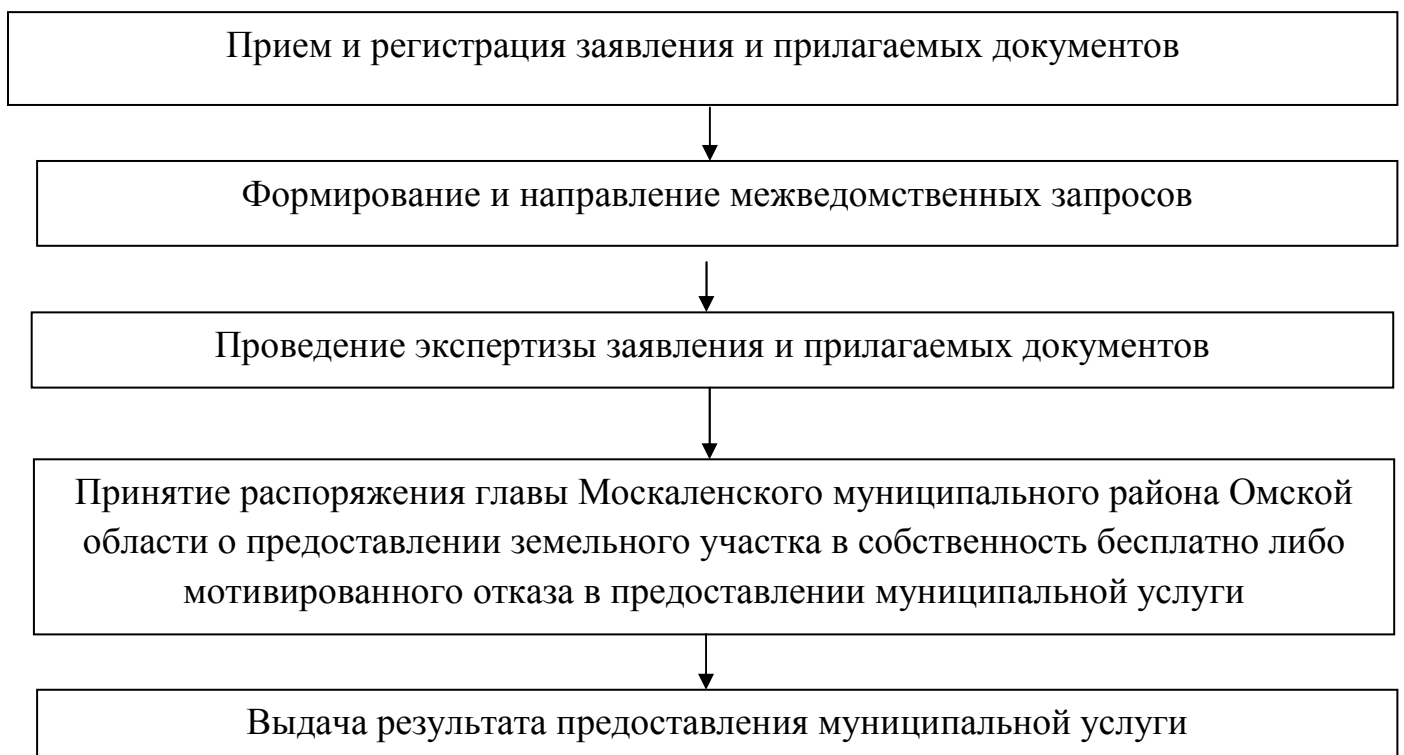 Прием и регистрация заявления и прилагаемых документов
Формирование и направление межведомственных запросов
Проведение экспертизы заявления и прилагаемых документов
Принятие распоряжения главы Москаленского муниципального района Омской
области о предоставлении земельного участка в собственность бесплатно либо
мотивированного отказа в предоставлении муниципальной услуги
Выдача результата предоставления муниципальной услуги